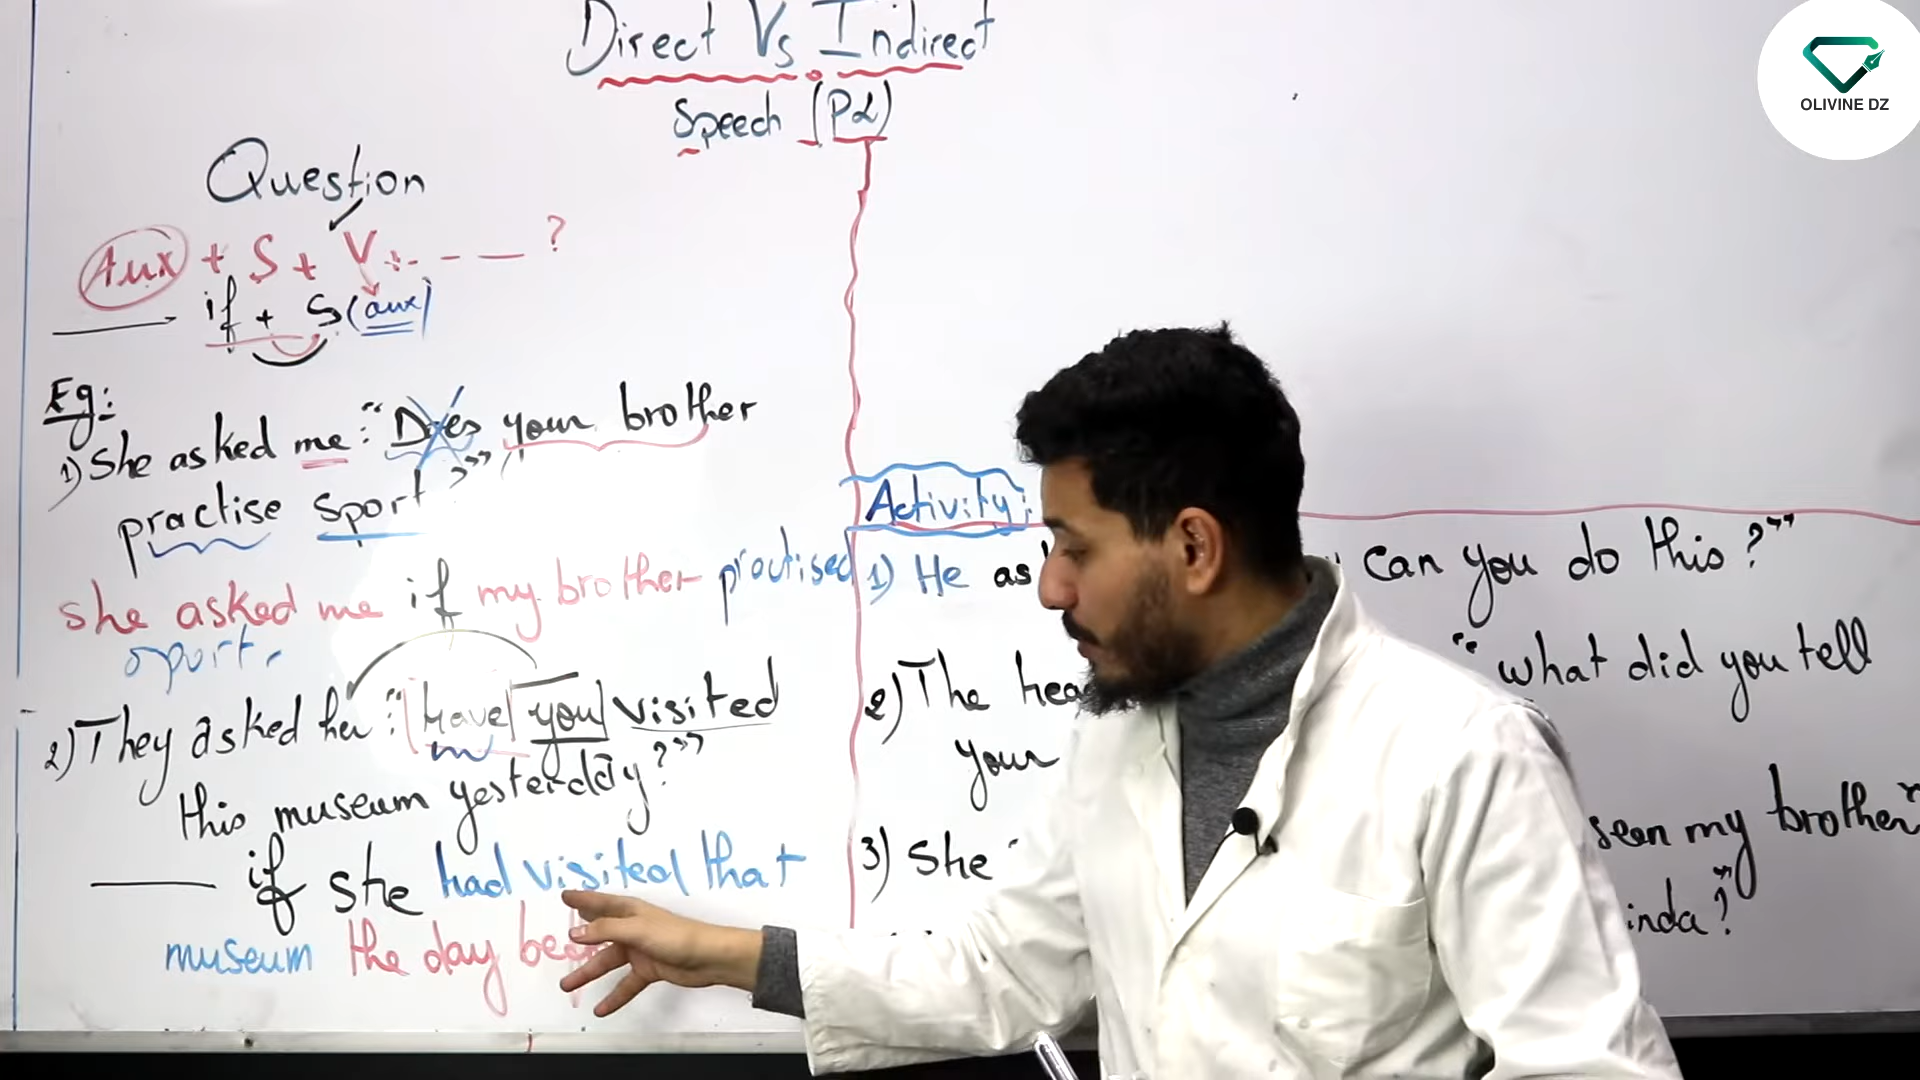 Direct Vs Indirect
Speech (P2)
OLIVINE DZ
Question
Aux + S + V + - - - ?
if + S (aux)
Eg:
1) She asked me: "Does your brother
practise sport?"
she asked me if my brother practised
sport.
2) They asked her: "Have you visited
this museum yesterday?"
if she had visited that
museum the day
Activity:
1) He can you do this?"
2) The "what did you tell
your
3) She seen my brother